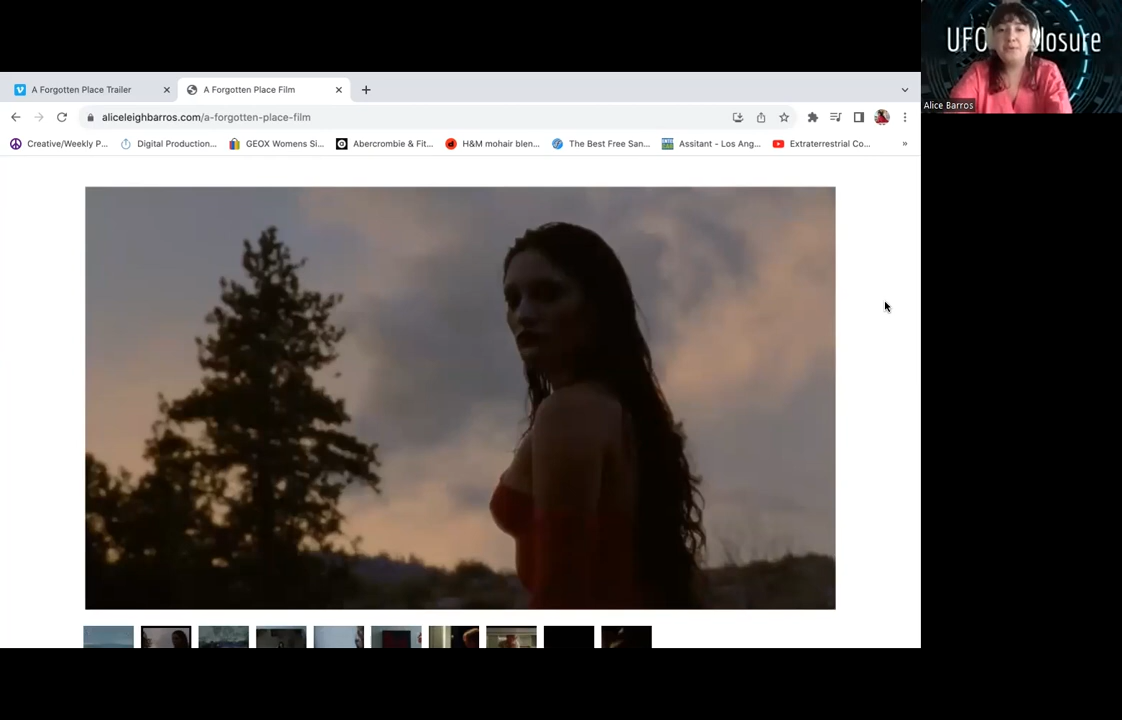 A Forgotten Place Trailer
A Forgotten Place Film
aliceleighbarros.com/a-forgotten-place-film
Creative/Weekly P...
Digital Production...
GEOX Womens Si...
Abercrombie & Fit...
H&M mohair blen...
The Best Free San...
Assitant - Los Ang...
Extraterrestrial Co...
»
UFO losure
Alice Barros